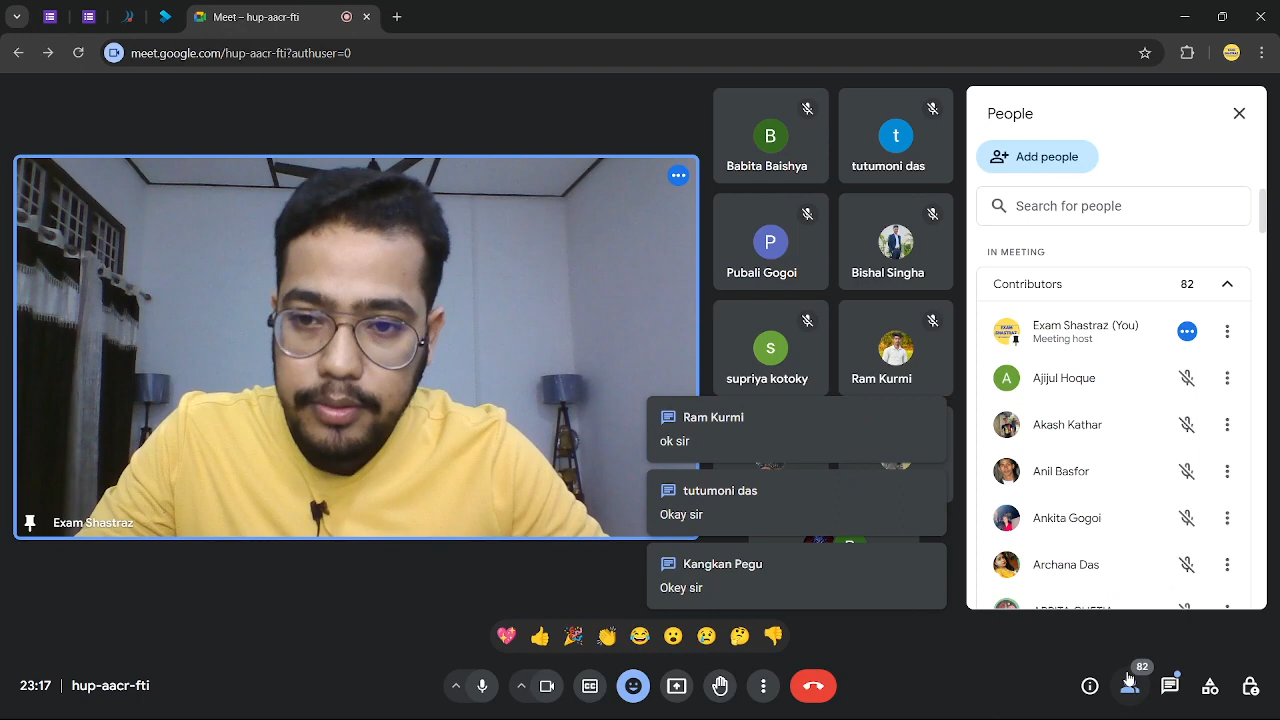 Meet – hup-aacr-fti
meet.google.com/hup-aacr-fti?authuser=0
B
Babita Baishya
t
tutumoni das
P
Pubali Gogoi
Bishal Singha
s
supriya kotoky
Ram Kurmi
Ram Kurmi
ok sir
tutumoni das
Okay sir
Kangkan Pegu
Okey sir
Exam Shastraz
People
Add people
Search for people
IN MEETING
Contributors
82
EXAM SHASTRAZ
Exam Shastraz (You)
Meeting host
A
Ajijul Hoque
Akash Kathar
Anil Basfor
Ankita Gogoi
Archana Das
23:17 | hup-aacr-fti
82